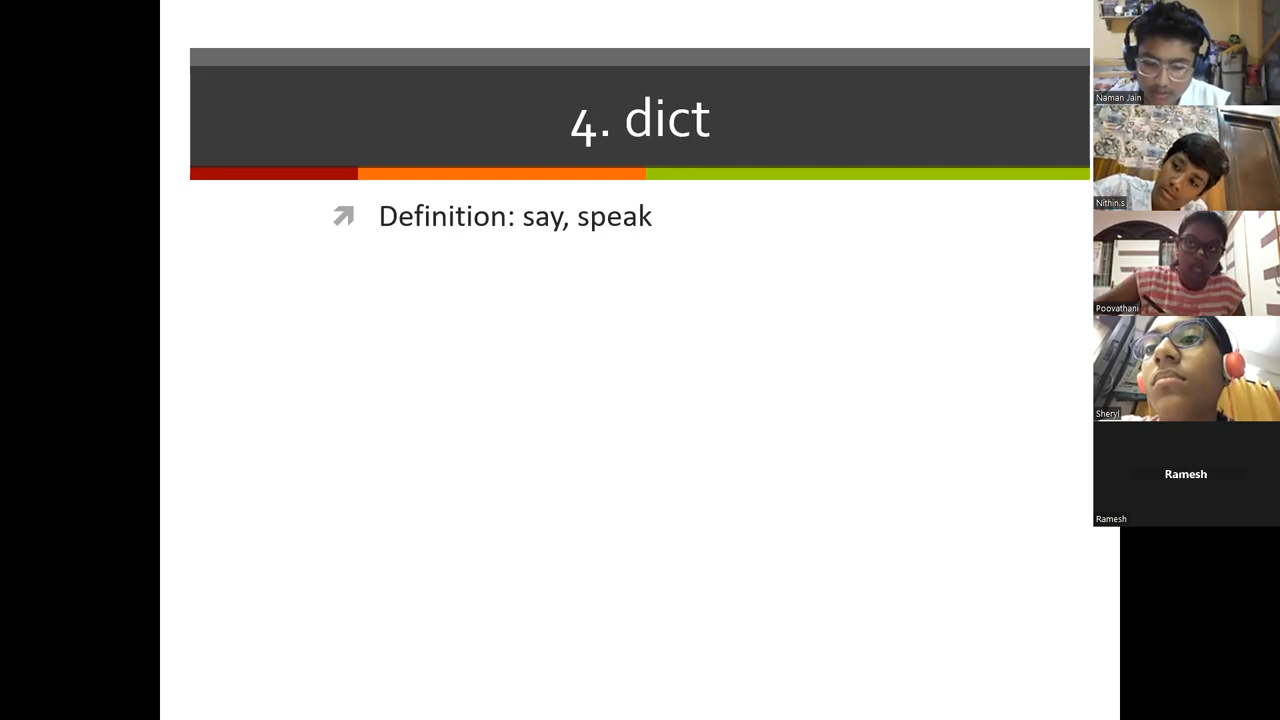 4. dict
Definition: say, speak
Naman Jain
Nithin.s
Poovathani
Sheryl
Ramesh
Ramesh